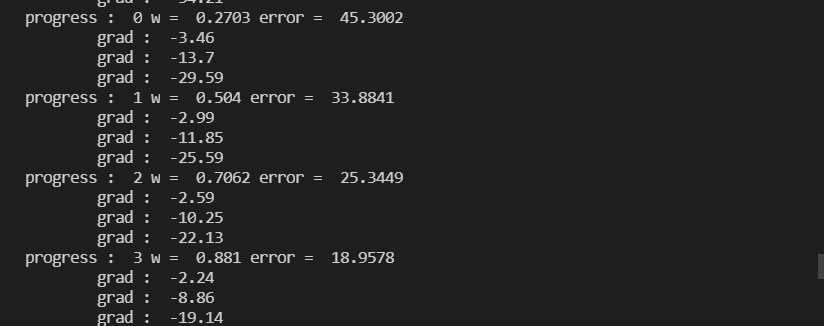 progress :  0 w =  0.2703 error =  45.3002
        grad :  -3.46
        grad :  -13.7
        grad :  -29.59
progress :  1 w =  0.504 error =  33.8841
        grad :  -2.99
        grad :  -11.85
        grad :  -25.59
progress :  2 w =  0.7062 error =  25.3449
        grad :  -2.59
        grad :  -10.25
        grad :  -22.13
progress :  3 w =  0.881 error =  18.9578
        grad :  -2.24
        grad :  -8.86
        grad :  -19.14